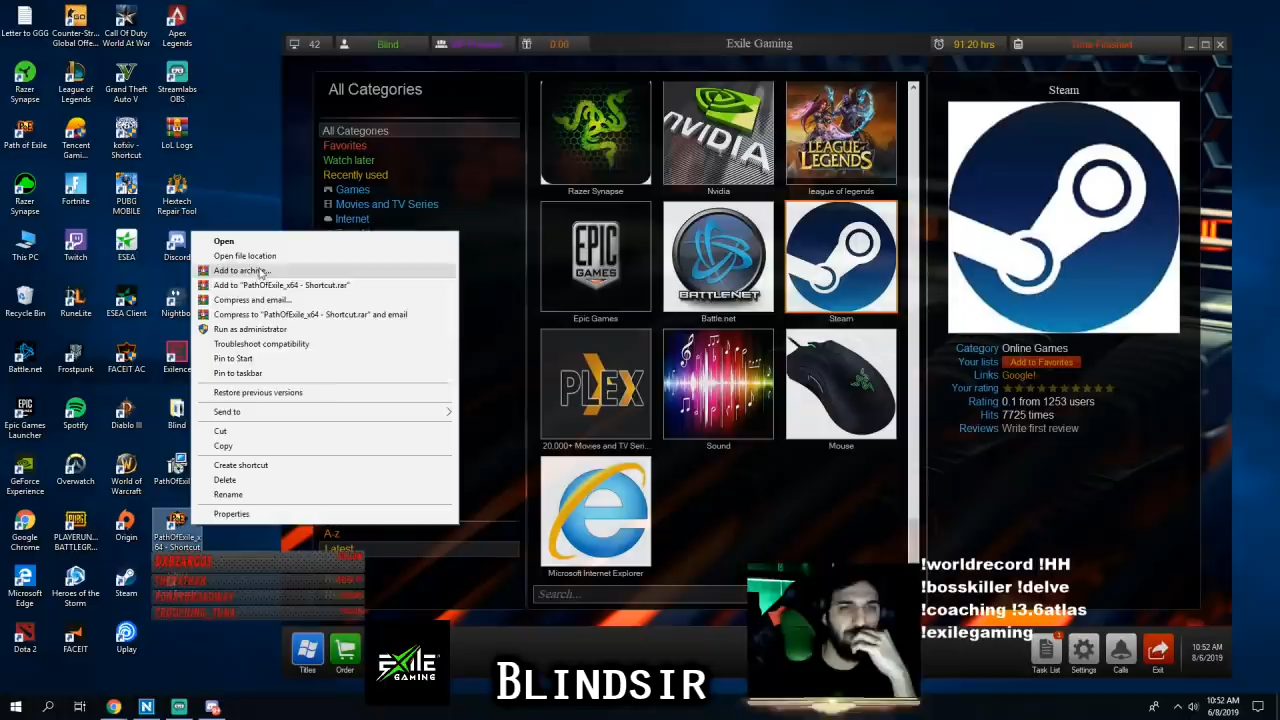 Letter to GGG
Counter-Str... Global Offe...
Call Of Duty World At War
Apex Legends
Razer Synapse
League of Legends
Grand Theft Auto V
Streamlabs OBS
Path of Exile
Tencent Gami...
kofxiv - Shortcut
LoL Logs
Razer Synapse
Fortnite
PUBG MOBILE
Hextech Repair Tool
This PC
Twitch
ESEA
Discord
Recycle Bin
RuneLite
ESEA Client
Nightbo
Battle.net
Frostpunk
FACEIT AC
Exilence
Epic Games Launcher
Spotify
Diablo III
Blind
GeForce Experience
Overwatch
World of Warcraft
PathOfExil
Google Chrome
PLAYERUN... BATTLEGR...
Origin
PathOfExile_x 64 - Shortcut
Microsoft Edge
Heroes of the Storm
Steam
Dota 2
FACEIT
Uplay
Open
Open file location
Add to archive...
Add to "PathOfExile_x64 - Shortcut.rar"
Compress and email...
Compress to "PathOfExile_x64 - Shortcut.rar" and email
Run as administrator
Troubleshoot compatibility
Pin to Start
Pin to taskbar
Restore previous versions
Send to
Cut
Copy
Create shortcut
Delete
Rename
Properties
42
Blind
0:00
Exile Gaming
91:20 hrs
Time Finished
All Categories
All Categories
Favorites
Watch later
Recently used
Games
Movies and TV Series
Internet
A-z
Latest
NVIDIA
LEAGUE OF LEGENDS
Razer Synapse
Nvidia
league of legends
EPIC GAMES
BATTLE.NET
Epic Games
Battle.net
Steam
PLEX
20.000+ Movies and TV Seri...
Sound
Mouse
Microsoft Internet Explorer
Search...
Steam
Category Online Games
Your lists Add to Favorites
Links Google!
Your rating
Rating 0.1 from 1253 users
Hits 7725 times
Reviews Write first review
!worldrecord !HH
!bosskiller !delve
!coaching !3.6atlas
!exilegaming
EXILE
GAMING
BLINDSIR
Titles
Order
Task List
Settings
Calls
Exit
10:52 AM
8/6/2019
10:52 AM
6/8/2019